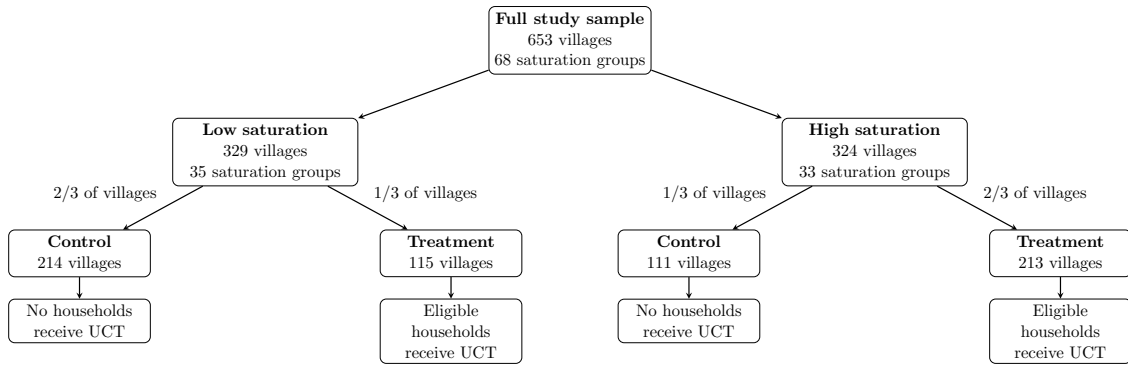 Full study sample
653 villages
68 saturation groups
Low saturation
329 villages
35 saturation groups
High saturation
324 villages
33 saturation groups
2/3 of villages
1/3 of villages
1/3 of villages
2/3 of villages
Control
214 villages
Treatment
115 villages
Control
111 villages
Treatment
213 villages
No households
receive UCT
Eligible
households
receive UCT
No households
receive UCT
Eligible
households
receive UCT